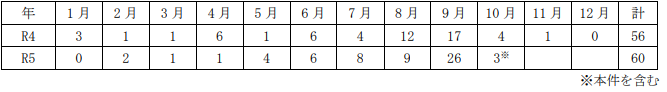 年 1月 2月 3月 4月 5月 6月 7月 8月 9月 10月 11月 12月 計
R4 3 1 1 6 1 6 4 12 17 4 1 0 56
R5 0 2 1 1 4 6 8 9 26 3※ 60
※本件を含む